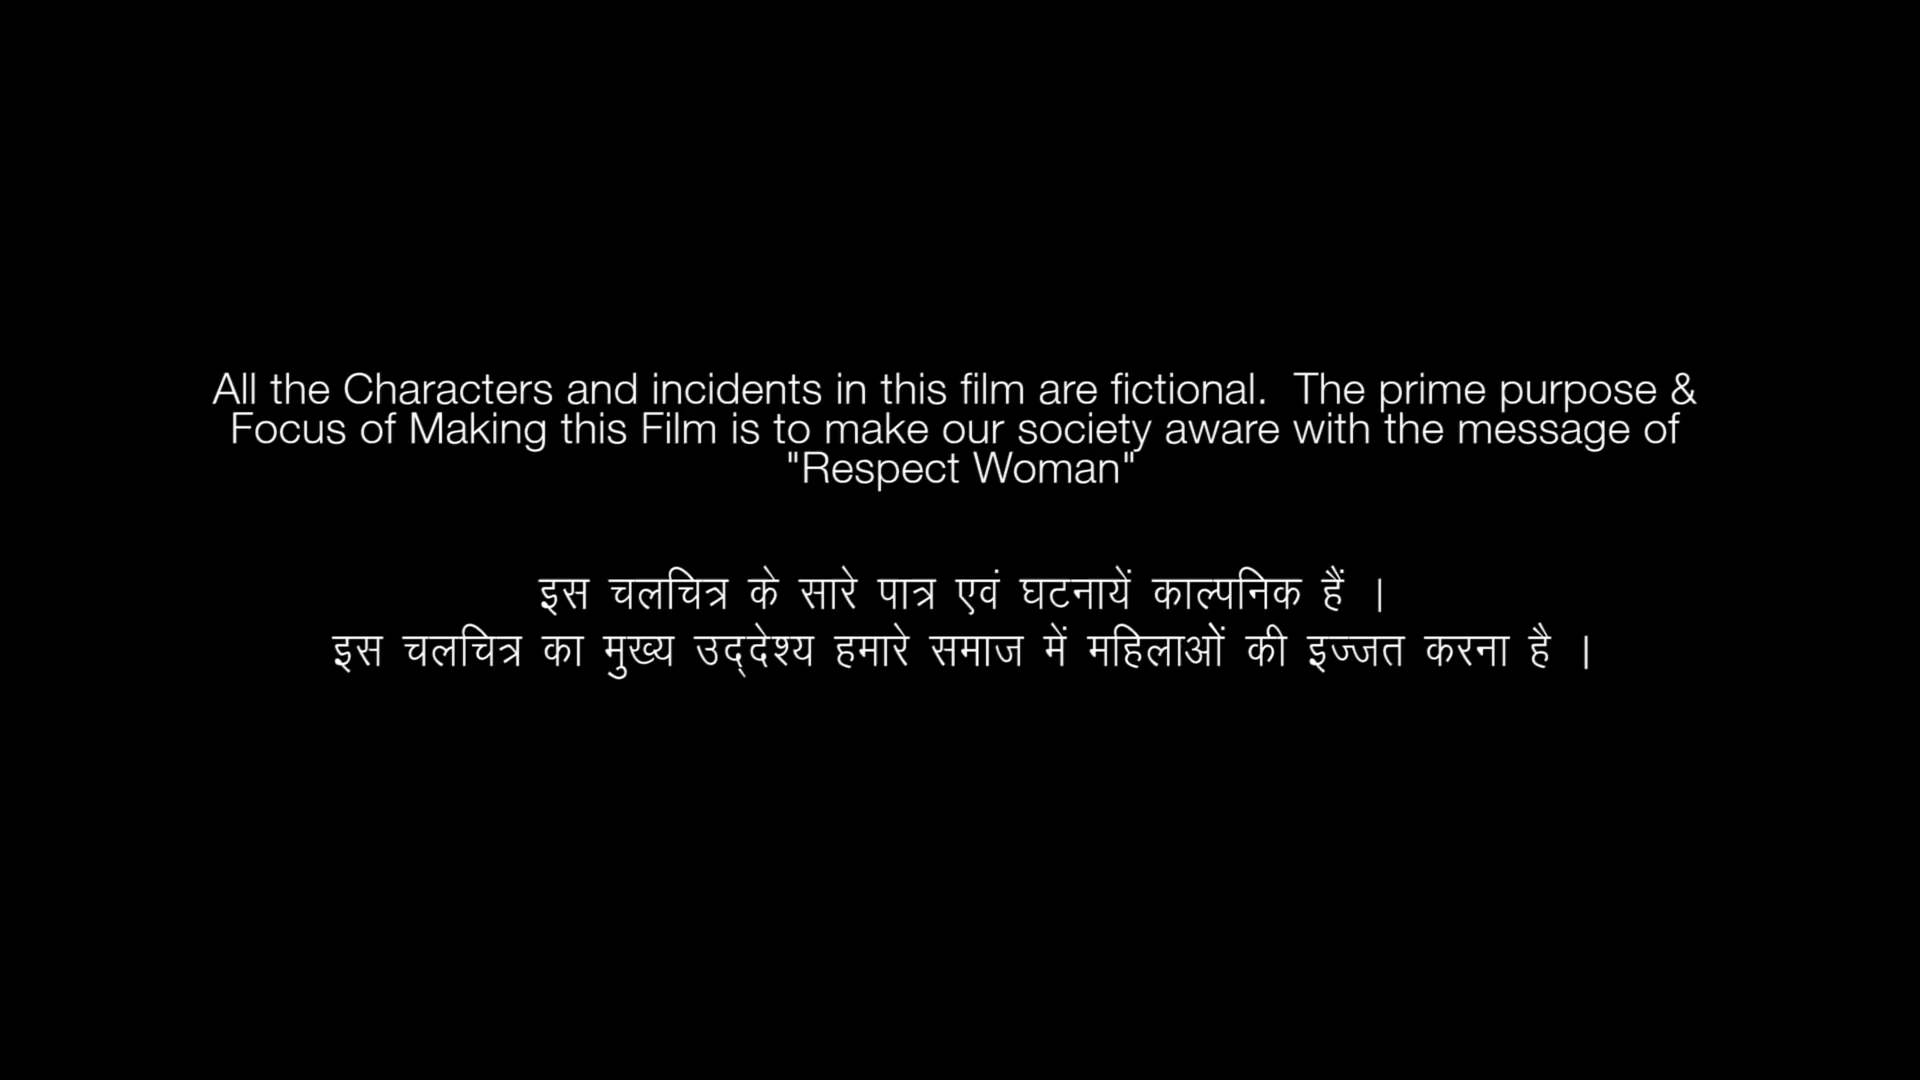 All the Characters and incidents in this film are fictional.  The prime purpose &
Focus of Making this Film is to make our society aware with the message of
"Respect Woman"
इस चलचित्र के सारे पात्र एवं घटनायें काल्पनिक हैं ।
इस चलचित्र का मुख्य उद्‌देश्य हमारे समाज में महिलाओं की इज्जत करना है ।